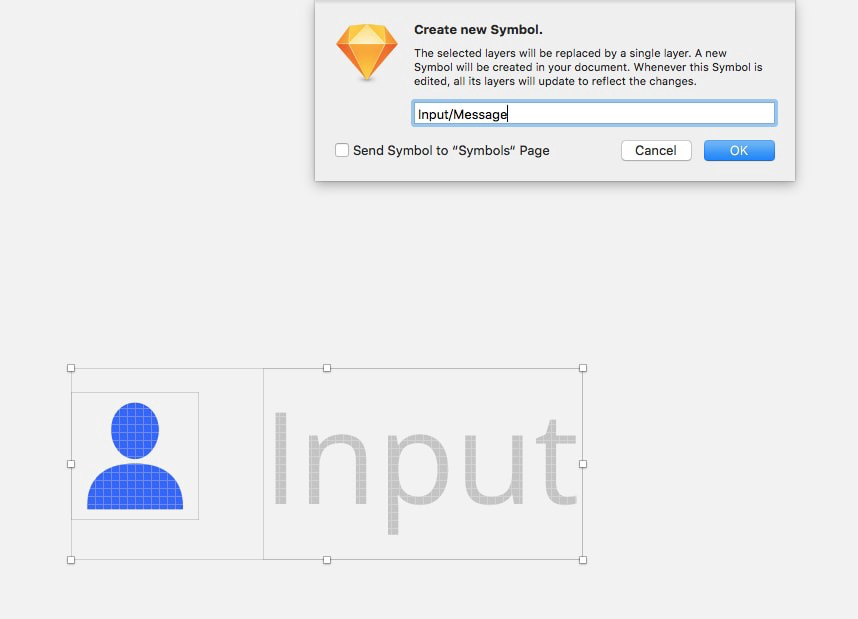 Create new Symbol.
The selected layers will be replaced by a single layer. A new
Symbol will be created in your document. Whenever this Symbol is
edited, all its layers will update to reflect the changes.
Input/Message
Send Symbol to “Symbols” Page
Cancel
OK
Input